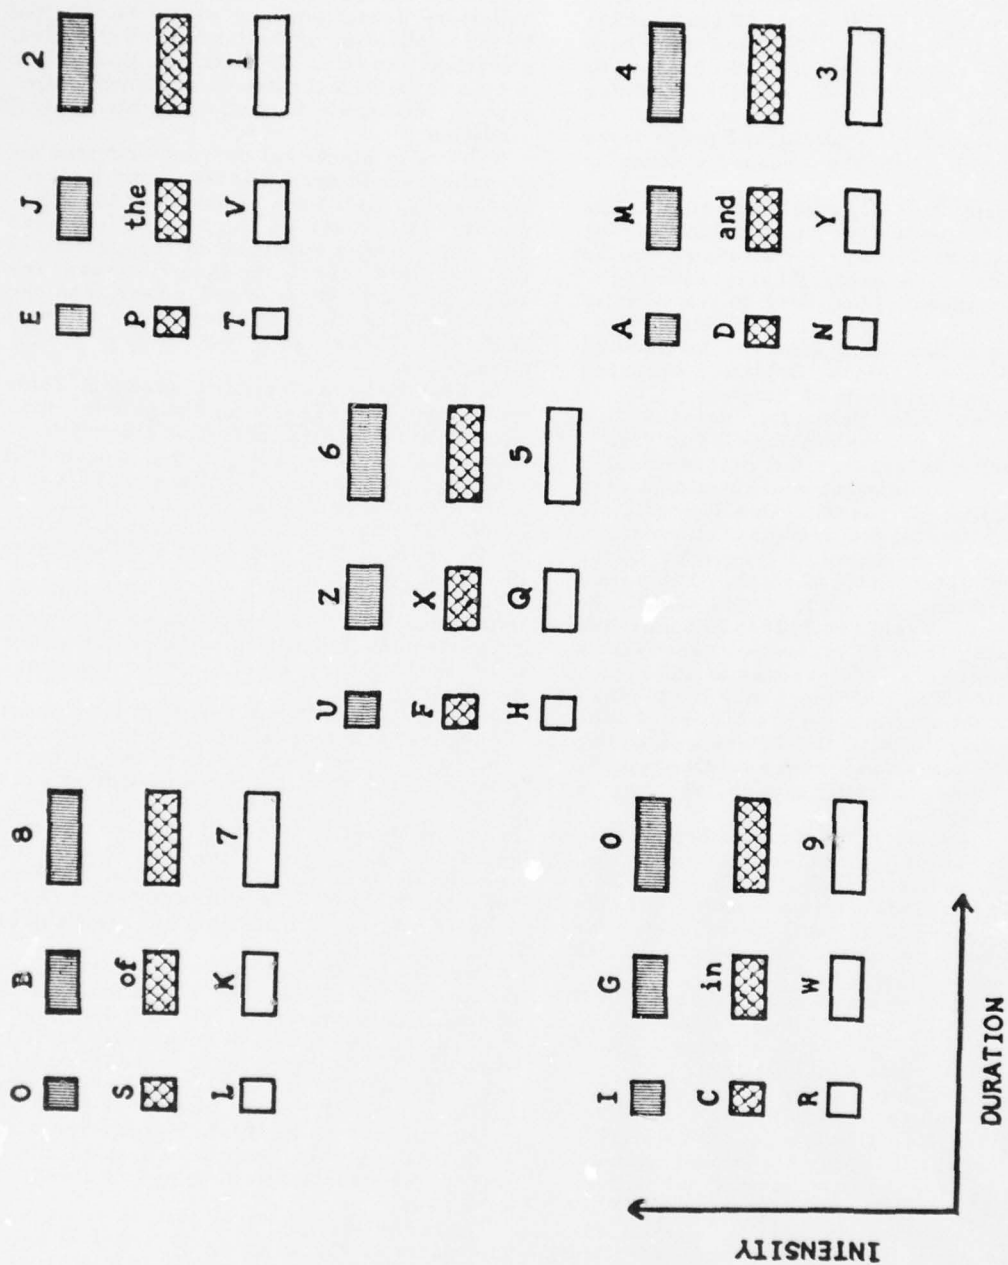 O B 8 E J 2
S of P the
L K 7 T V 1
U Z 6
F X
H Q 5
I G 0 A M 4
C in D and
R W 9 N Y 3
INTENSITY
DURATION